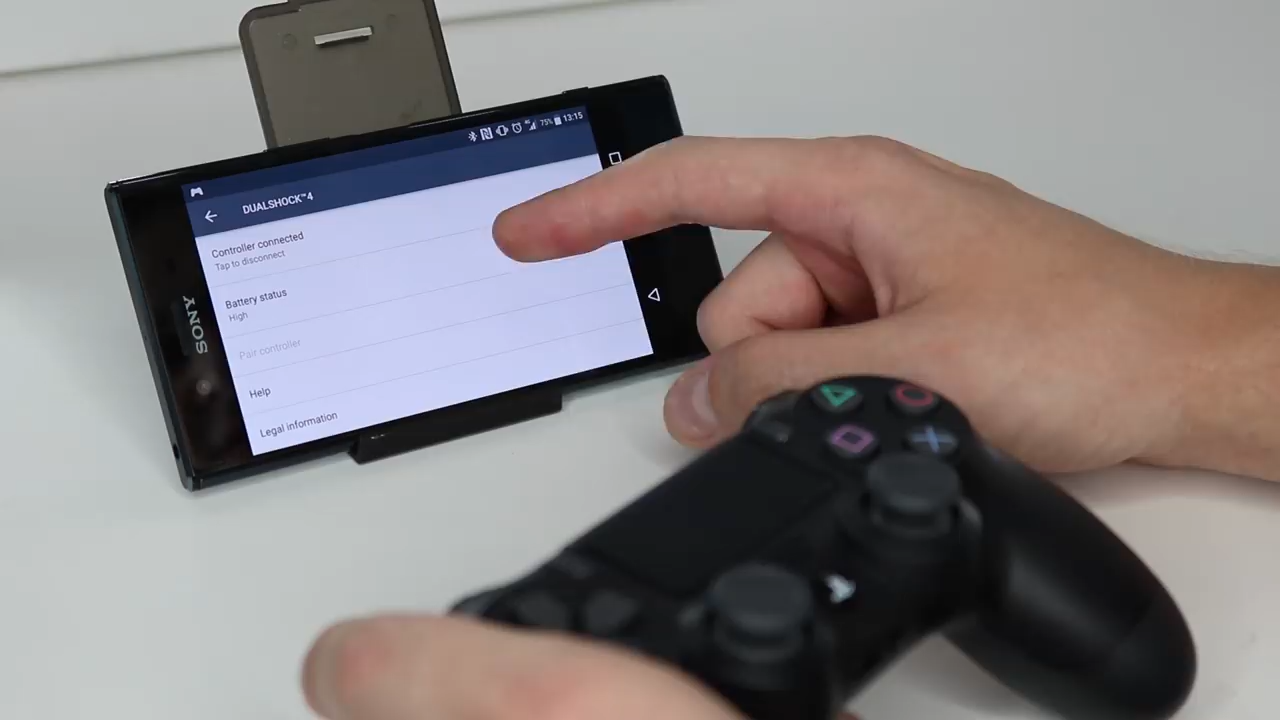 75% 13:15
DUALSHOCK™4
Controller connected
Tap to disconnect
Battery status
High
Pair controller
Help
Legal information
SONY